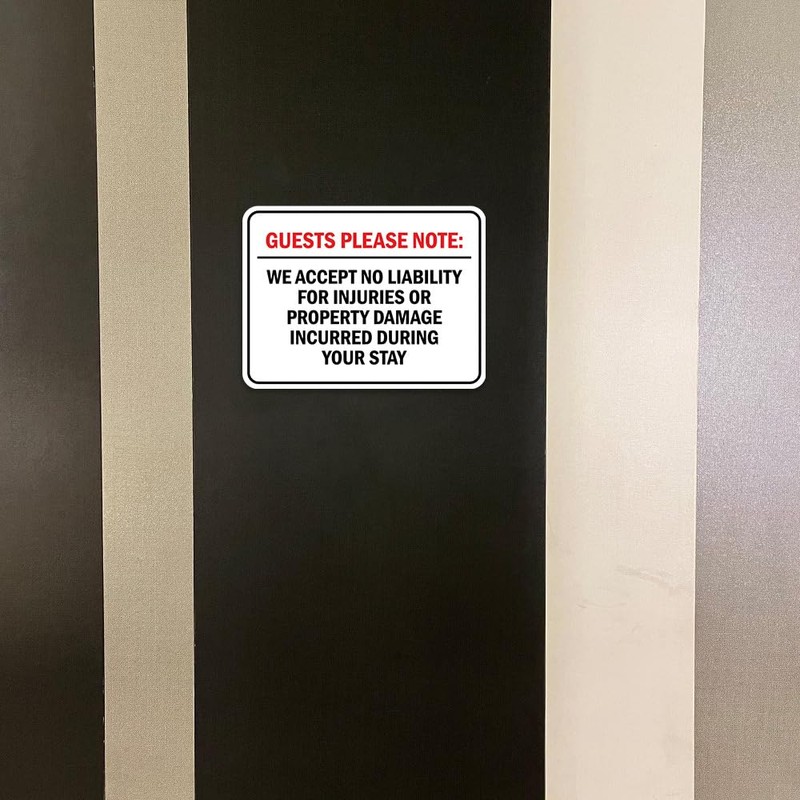 GUESTS PLEASE NOTE:
WE ACCEPT NO LIABILITY
FOR INJURIES OR
PROPERTY DAMAGE
INCURRED DURING
YOUR STAY